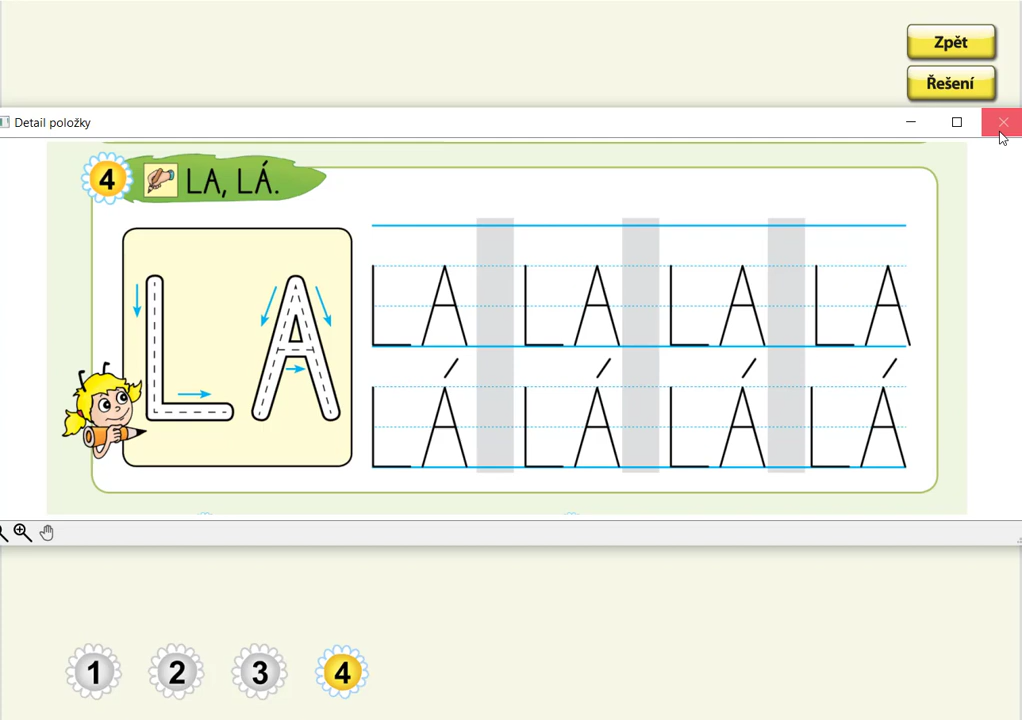 Zpět
Řešení
Detail položky
4 LA, LÁ.
L A
LA LA LA LA
LÁ LÁ LÁ LÁ
1 2 3 4